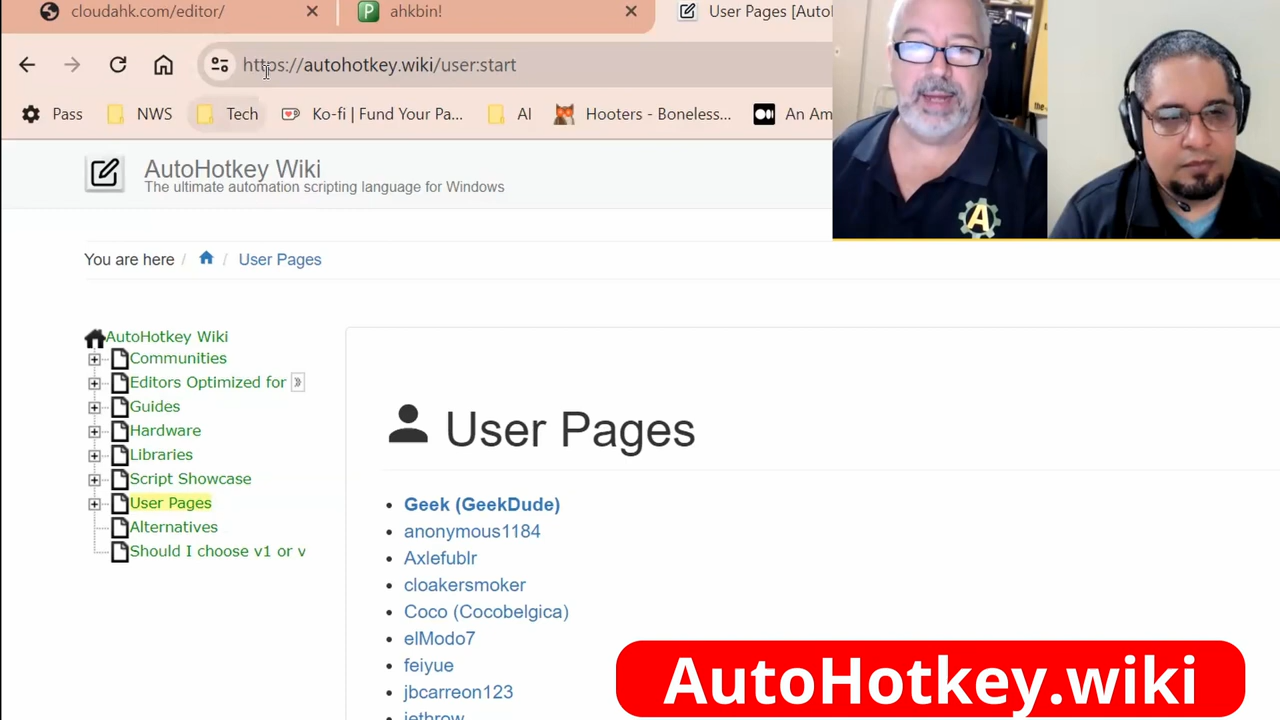 cloudahk.com/editor/
ahkbin!
User Pages [Auto
https://autohotkey.wiki/user:start
Pass
NWS
Tech
Ko-fi | Fund Your Pa...
AI
Hooters - Boneless...
An Am
A
AutoHotkey Wiki
The ultimate automation scripting language for Windows
You are here / / User Pages
AutoHotkey Wiki
Communities
Editors Optimized for
Guides
Hardware
Libraries
Script Showcase
User Pages
Alternatives
Should I choose v1 or v
User Pages
Geek (GeekDude)
anonymous1184
Axlefublr
cloakersmoker
Coco (Cocobelgica)
elModo7
feiyue
jbcarreon123
jethrow
AutoHotkey.wiki